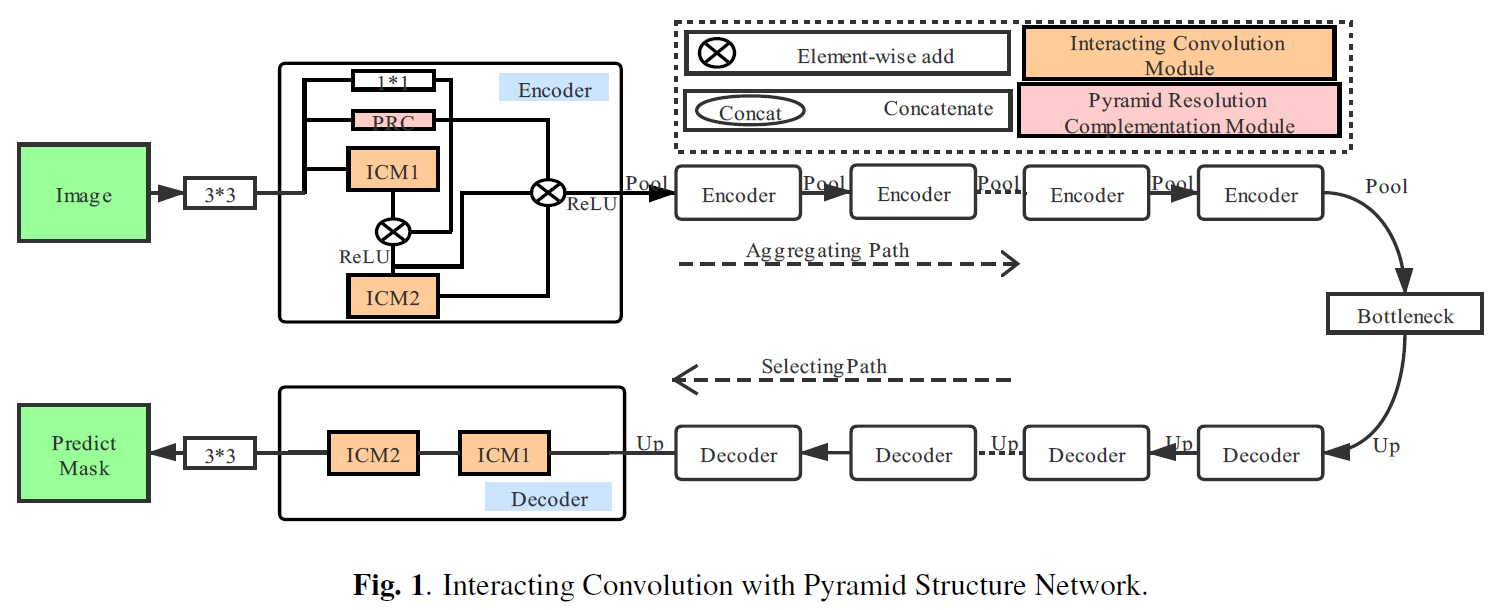 Element-wise add
Interacting Convolution
Module
Concat
Concatenate
Pyramid Resolution
Complementation Module
Encoder
1*1
PRC
ICM1
ReLU
ICM2
ReLU
Image
3*3
Pool
Encoder
Pool
Encoder
Pool
Encoder
Pool
Encoder
Pool
Aggregating Path
Bottleneck
Selecting Path
Up
Decoder
Up
Decoder
Up
Decoder
Decoder
Up
ICM1
ICM2
Decoder
3*3
Predict
Mask
Fig. 1. Interacting Convolution with Pyramid Structure Network.